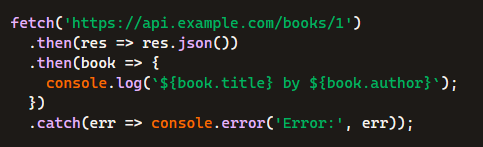 fetch('https://api.example.com/books/1')
  .then(res => res.json())
  .then(book => {
    console.log(`${book.title} by ${book.author}`);
  })
  .catch(err => console.error('Error:', err));